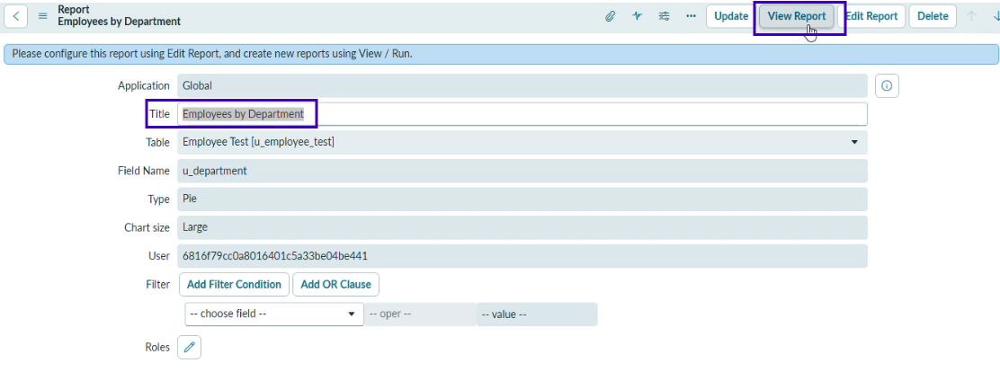 Report
Employees by Department
Update
View Report
Edit Report
Delete
Please configure this report using Edit Report, and create new reports using View / Run.
Application Global
Title Employees by Department
Table Employee Test [u_employee_test]
Field Name u_department
Type Pie
Chart size Large
User 6816f79cc0a8016401c5a33be04be441
Filter Add Filter Condition Add OR Clause
-- choose field -- -- oper -- -- value --
Roles